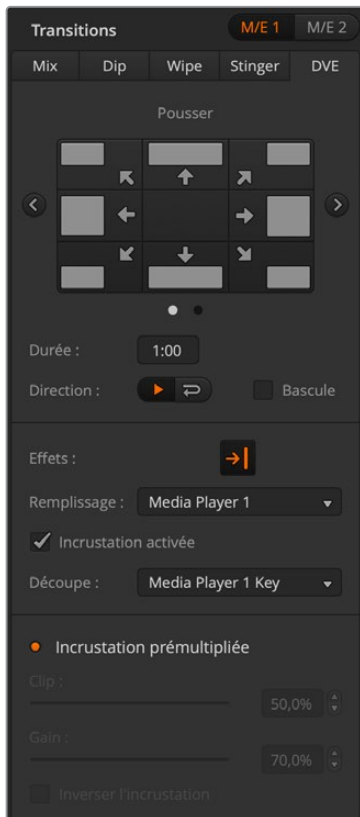 Transitions M/E 1 M/E 2
Mix Dip Wipe Stinger DVE
Pousser
Durée : 1:00
Direction : Bascule
Effets :
Remplissage : Media Player 1
Incrustation activée
Découpe : Media Player 1 Key
Incrustation prémultipliée
Clip :
50,0%
Gain :
70,0%
Inverser l'incrustation